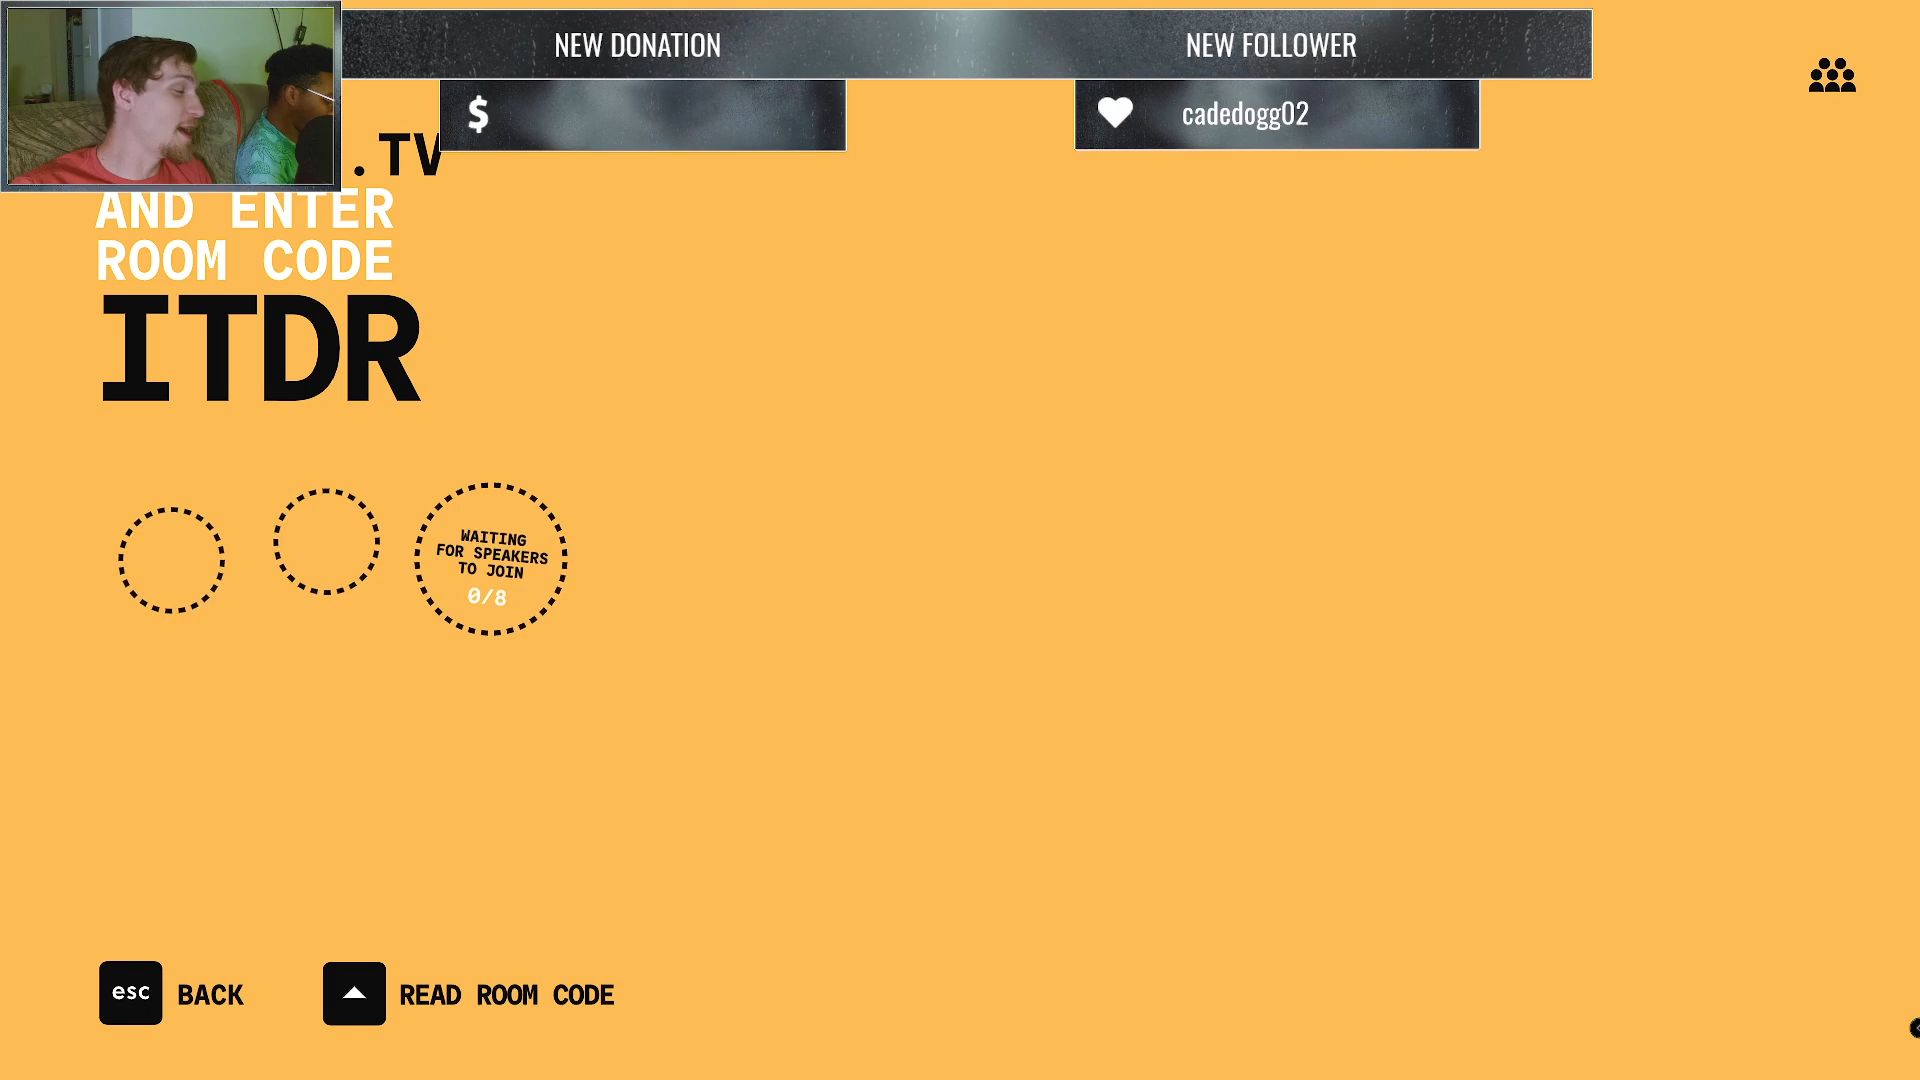 NEW DONATION
NEW FOLLOWER
$
cadedogg02
.TV
AND ENTER
ROOM CODE
ITDR
WAITING
FOR SPEAKERS
TO JOIN
0/8
esc BACK
READ ROOM CODE